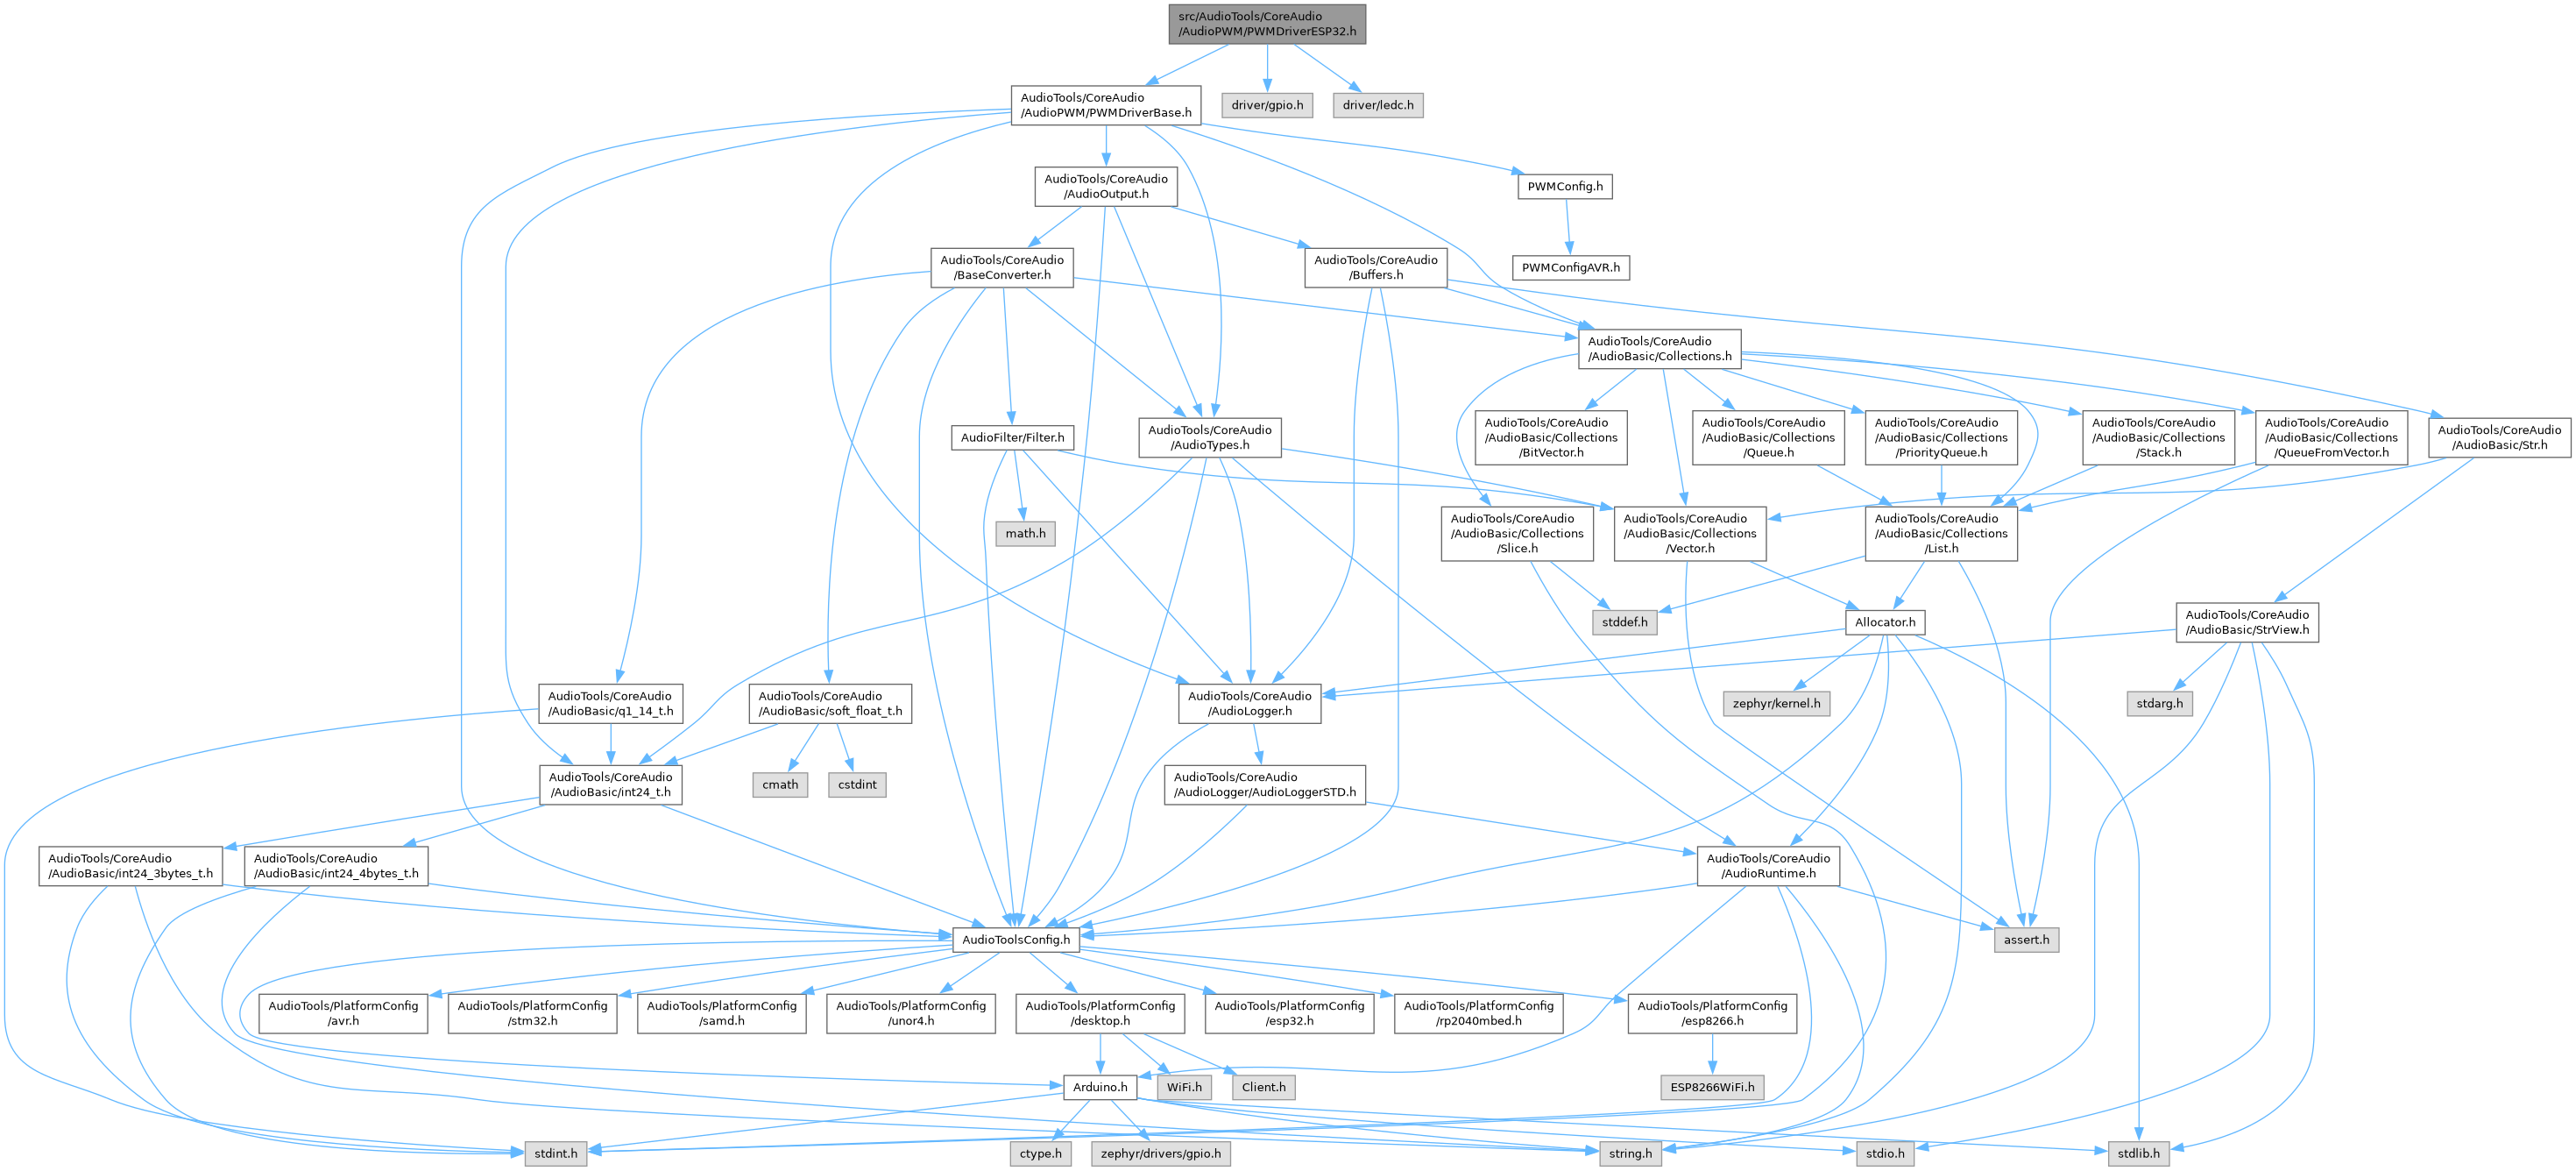 src/AudioTools/CoreAudio
/AudioPWM/PWMDriverESP32.h
AudioTools/CoreAudio
/AudioPWM/PWMDriverBase.h
driver/gpio.h
driver/ledc.h
AudioTools/CoreAudio
/AudioOutput.h
PWMConfig.h
AudioTools/CoreAudio
/BaseConverter.h
AudioTools/CoreAudio
/Buffers.h
PWMConfigAVR.h
AudioTools/CoreAudio
/AudioBasic/Collections.h
AudioFilter/Filter.h
AudioTools/CoreAudio
/AudioTypes.h
AudioTools/CoreAudio
/AudioBasic/Collections
/BitVector.h
AudioTools/CoreAudio
/AudioBasic/Collections
/Queue.h
AudioTools/CoreAudio
/AudioBasic/Collections
/PriorityQueue.h
AudioTools/CoreAudio
/AudioBasic/Collections
/Stack.h
AudioTools/CoreAudio
/AudioBasic/Collections
/QueueFromVector.h
AudioTools/CoreAudio
/AudioBasic/Str.h
math.h
AudioTools/CoreAudio
/AudioBasic/Collections
/Slice.h
AudioTools/CoreAudio
/AudioBasic/Collections
/Vector.h
AudioTools/CoreAudio
/AudioBasic/Collections
/List.h
stddef.h
Allocator.h
AudioTools/CoreAudio
/AudioBasic/StrView.h
AudioTools/CoreAudio
/AudioBasic/q1_14_t.h
AudioTools/CoreAudio
/AudioBasic/soft_float_t.h
AudioTools/CoreAudio
/AudioLogger.h
zephyr/kernel.h
stdarg.h
AudioTools/CoreAudio
/AudioBasic/int24_t.h
cmath
cstdint
AudioTools/CoreAudio
/AudioLogger/AudioLoggerSTD.h
AudioTools/CoreAudio
/AudioBasic/int24_3bytes_t.h
AudioTools/CoreAudio
/AudioBasic/int24_4bytes_t.h
AudioTools/CoreAudio
/AudioRuntime.h
AudioToolsConfig.h
assert.h
AudioTools/PlatformConfig
/avr.h
AudioTools/PlatformConfig
/stm32.h
AudioTools/PlatformConfig
/samd.h
AudioTools/PlatformConfig
/unor4.h
AudioTools/PlatformConfig
/desktop.h
AudioTools/PlatformConfig
/esp32.h
AudioTools/PlatformConfig
/rp2040mbed.h
AudioTools/PlatformConfig
/esp8266.h
Arduino.h
WiFi.h
Client.h
ESP8266WiFi.h
stdint.h
ctype.h
zephyr/drivers/gpio.h
string.h
stdio.h
stdlib.h